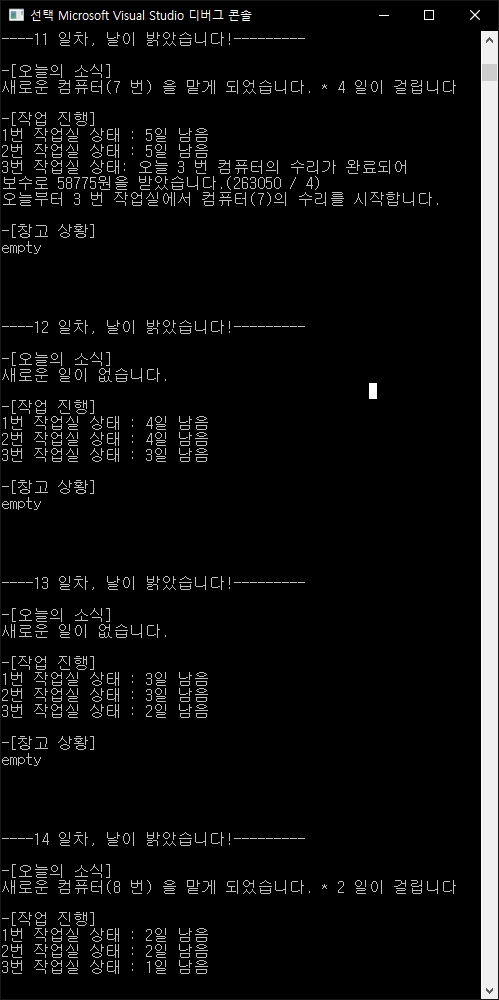 선택 Microsoft Visual Studio 디버그 콘솔
----11 일차, 날이 밝았습니다!---------
-[오늘의 소식]
새로운 컴퓨터(7 번) 을 맡게 되었습니다. * 4 일이 걸립니다
-[작업 진행]
1번 작업실 상태 : 5일 남음
2번 작업실 상태 : 5일 남음
3번 작업실 상태: 오늘 3 번 컴퓨터의 수리가 완료되어
보수로 58775원을 받았습니다.(263050 / 4)
오늘부터 3 번 작업실에서 컴퓨터(7)의 수리를 시작합니다.
-[창고 상황]
empty
----12 일차, 날이 밝았습니다!---------
-[오늘의 소식]
새로운 일이 없습니다.
-[작업 진행]
1번 작업실 상태 : 4일 남음
2번 작업실 상태 : 4일 남음
3번 작업실 상태 : 3일 남음
-[창고 상황]
empty
----13 일차, 날이 밝았습니다!---------
-[오늘의 소식]
새로운 일이 없습니다.
-[작업 진행]
1번 작업실 상태 : 3일 남음
2번 작업실 상태 : 3일 남음
3번 작업실 상태 : 2일 남음
-[창고 상황]
empty
----14 일차, 날이 밝았습니다!---------
-[오늘의 소식]
새로운 컴퓨터(8 번) 을 맡게 되었습니다. * 2 일이 걸립니다
-[작업 진행]
1번 작업실 상태 : 2일 남음
2번 작업실 상태 : 2일 남음
3번 작업실 상태 : 1일 남음